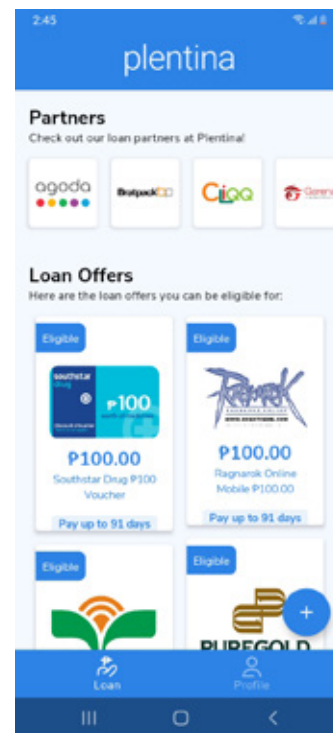 2:45
plentina
Partners
Check out our loan partners at Plentina!
agoda
Bratpack
CliQQ
Garena
Loan Offers
Here are the loan offers you can be eligible for:
Eligible
Eligible
southstar
drug
₱100
RAGNAROK
₱100.00
₱100.00
Southstar Drug ₱100
Voucher
Ragnarok Online
Mobile ₱100.00
Pay up to 91 days
Pay up to 91 days
Eligible
Eligible
+
PUREGOLD
Loan
Profile